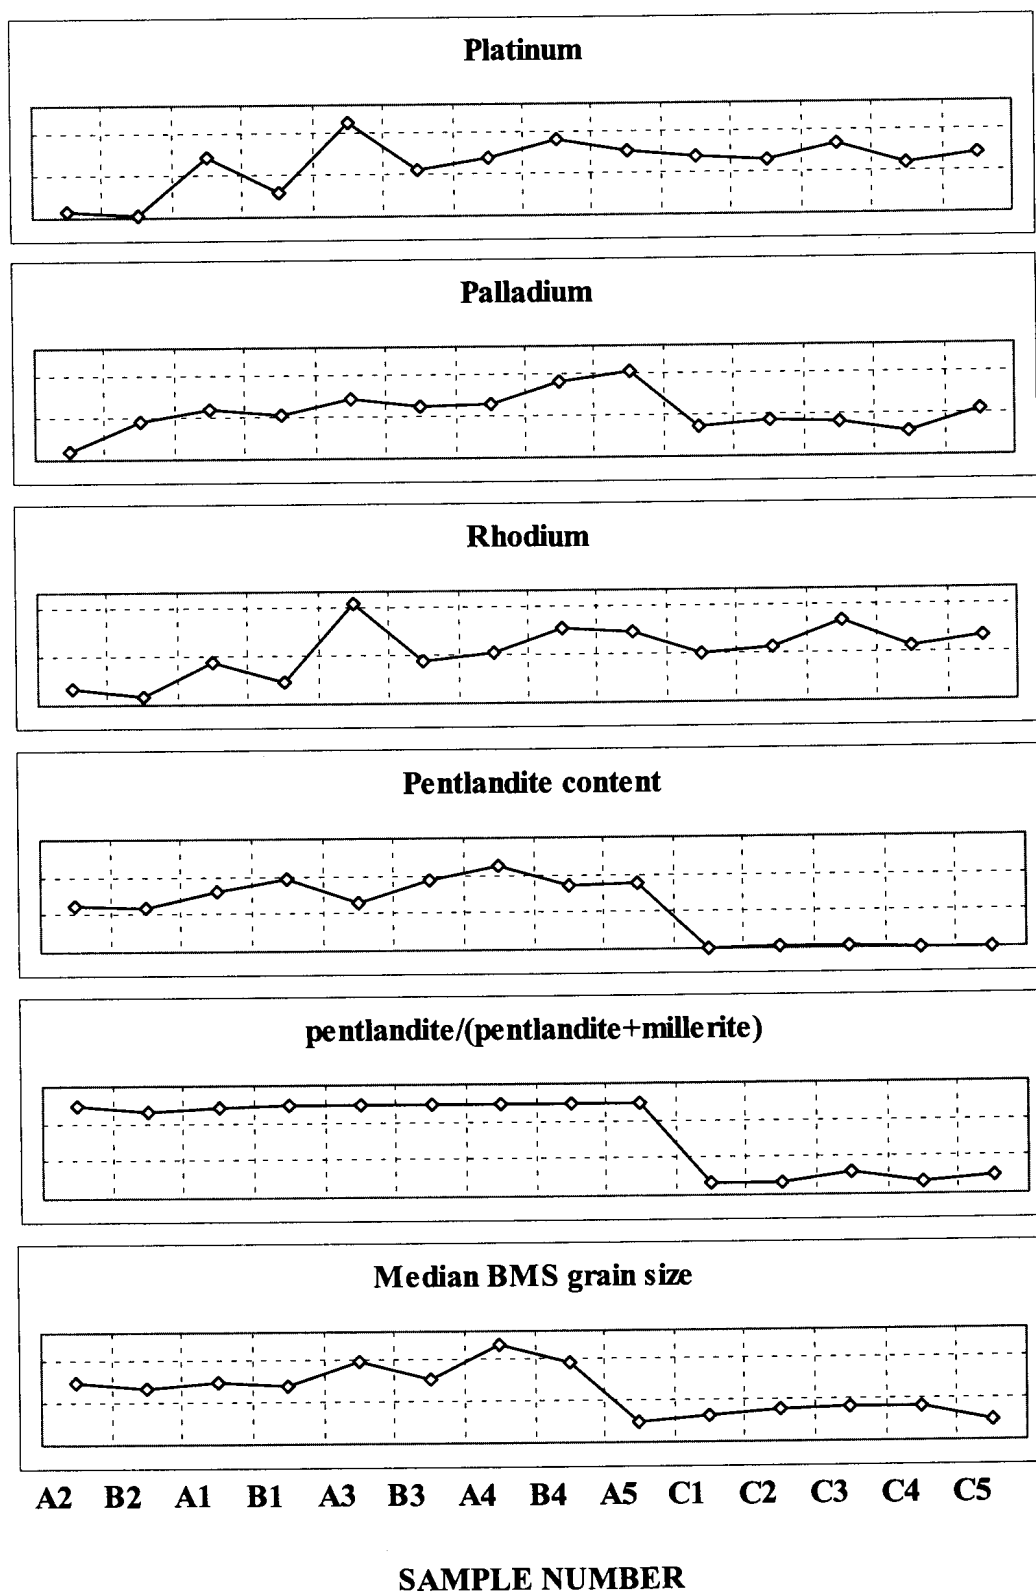 Platinum
Palladium
Rhodium
Pentlandite content
pentlandite/(pentlandite+millerite)
Median BMS grain size
A2 B2 A1 B1 A3 B3 A4 B4 A5 C1 C2 C3 C4 C5
SAMPLE NUMBER